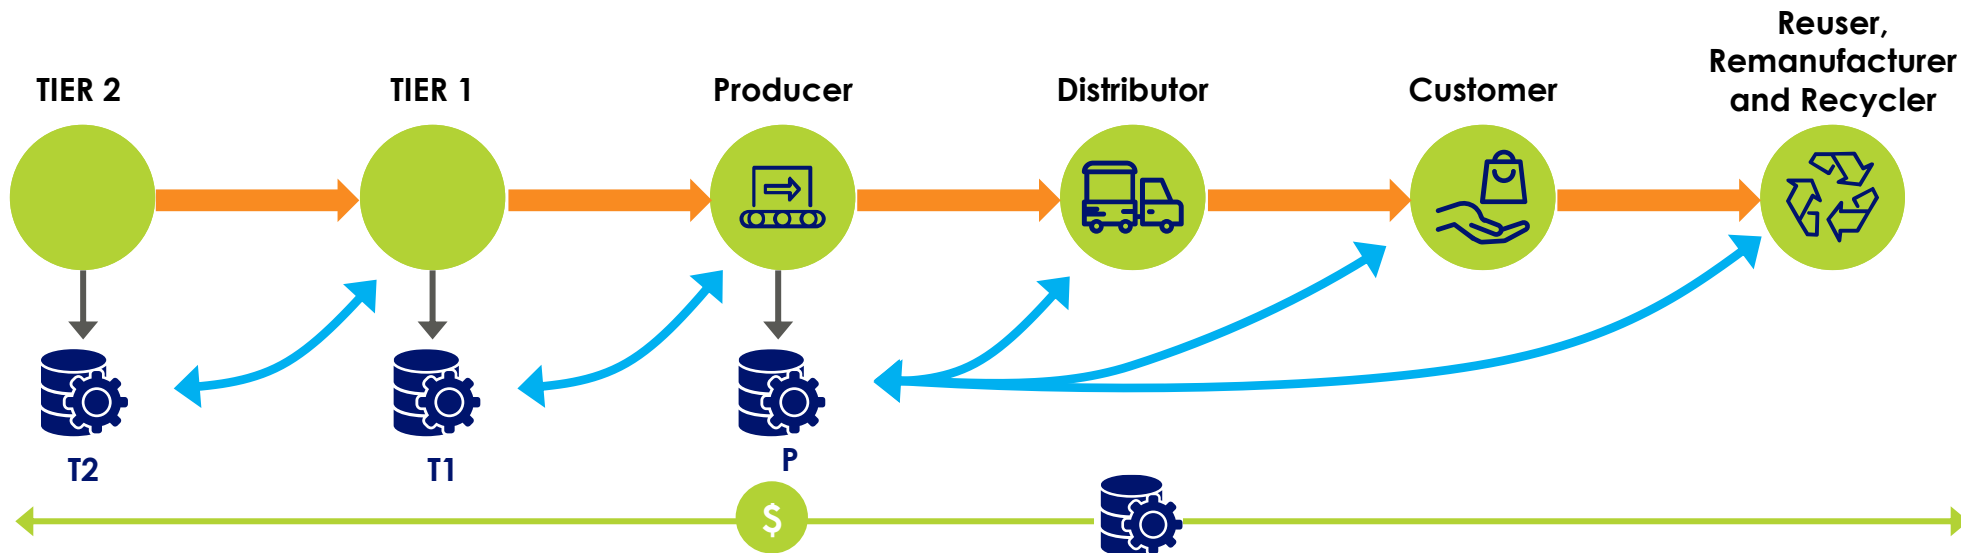 TIER 2
TIER 1
Producer
Distributor
Customer
Reuser,
Remanufacturer
and Recycler
T2
T1
P
$